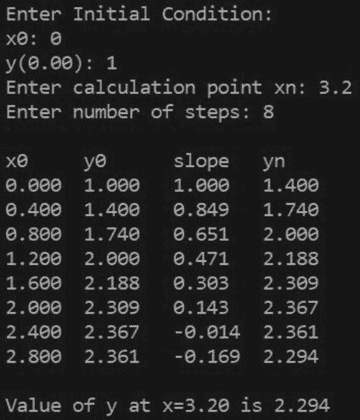 Enter Initial Condition:
x0: 0
y(0.00): 1
Enter calculation point xn: 3.2
Enter number of steps: 8
x0 y0 slope yn
0.000 1.000 1.000 1.400
0.400 1.400 0.849 1.740
0.800 1.740 0.651 2.000
1.200 2.000 0.471 2.188
1.600 2.188 0.303 2.309
2.000 2.309 0.143 2.367
2.400 2.367 -0.014 2.361
2.800 2.361 -0.169 2.294
Value of y at x=3.20 is 2.294